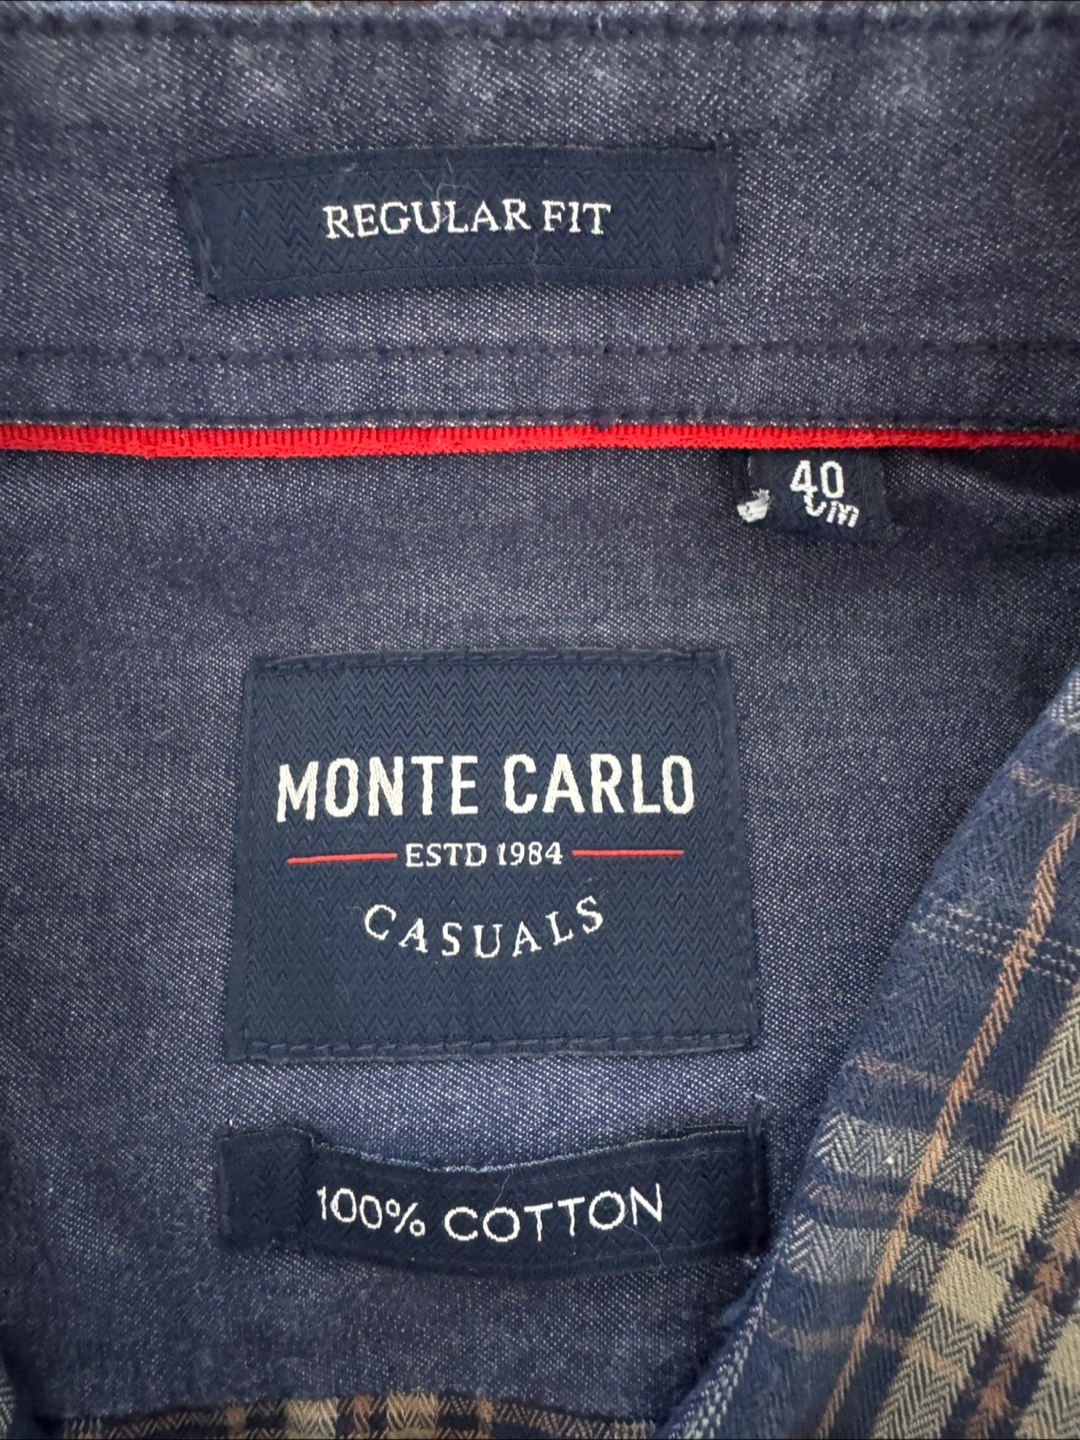 REGULAR FIT
40
MONTE CARLO
ESTD 1984
CASUALS
100% COTTON